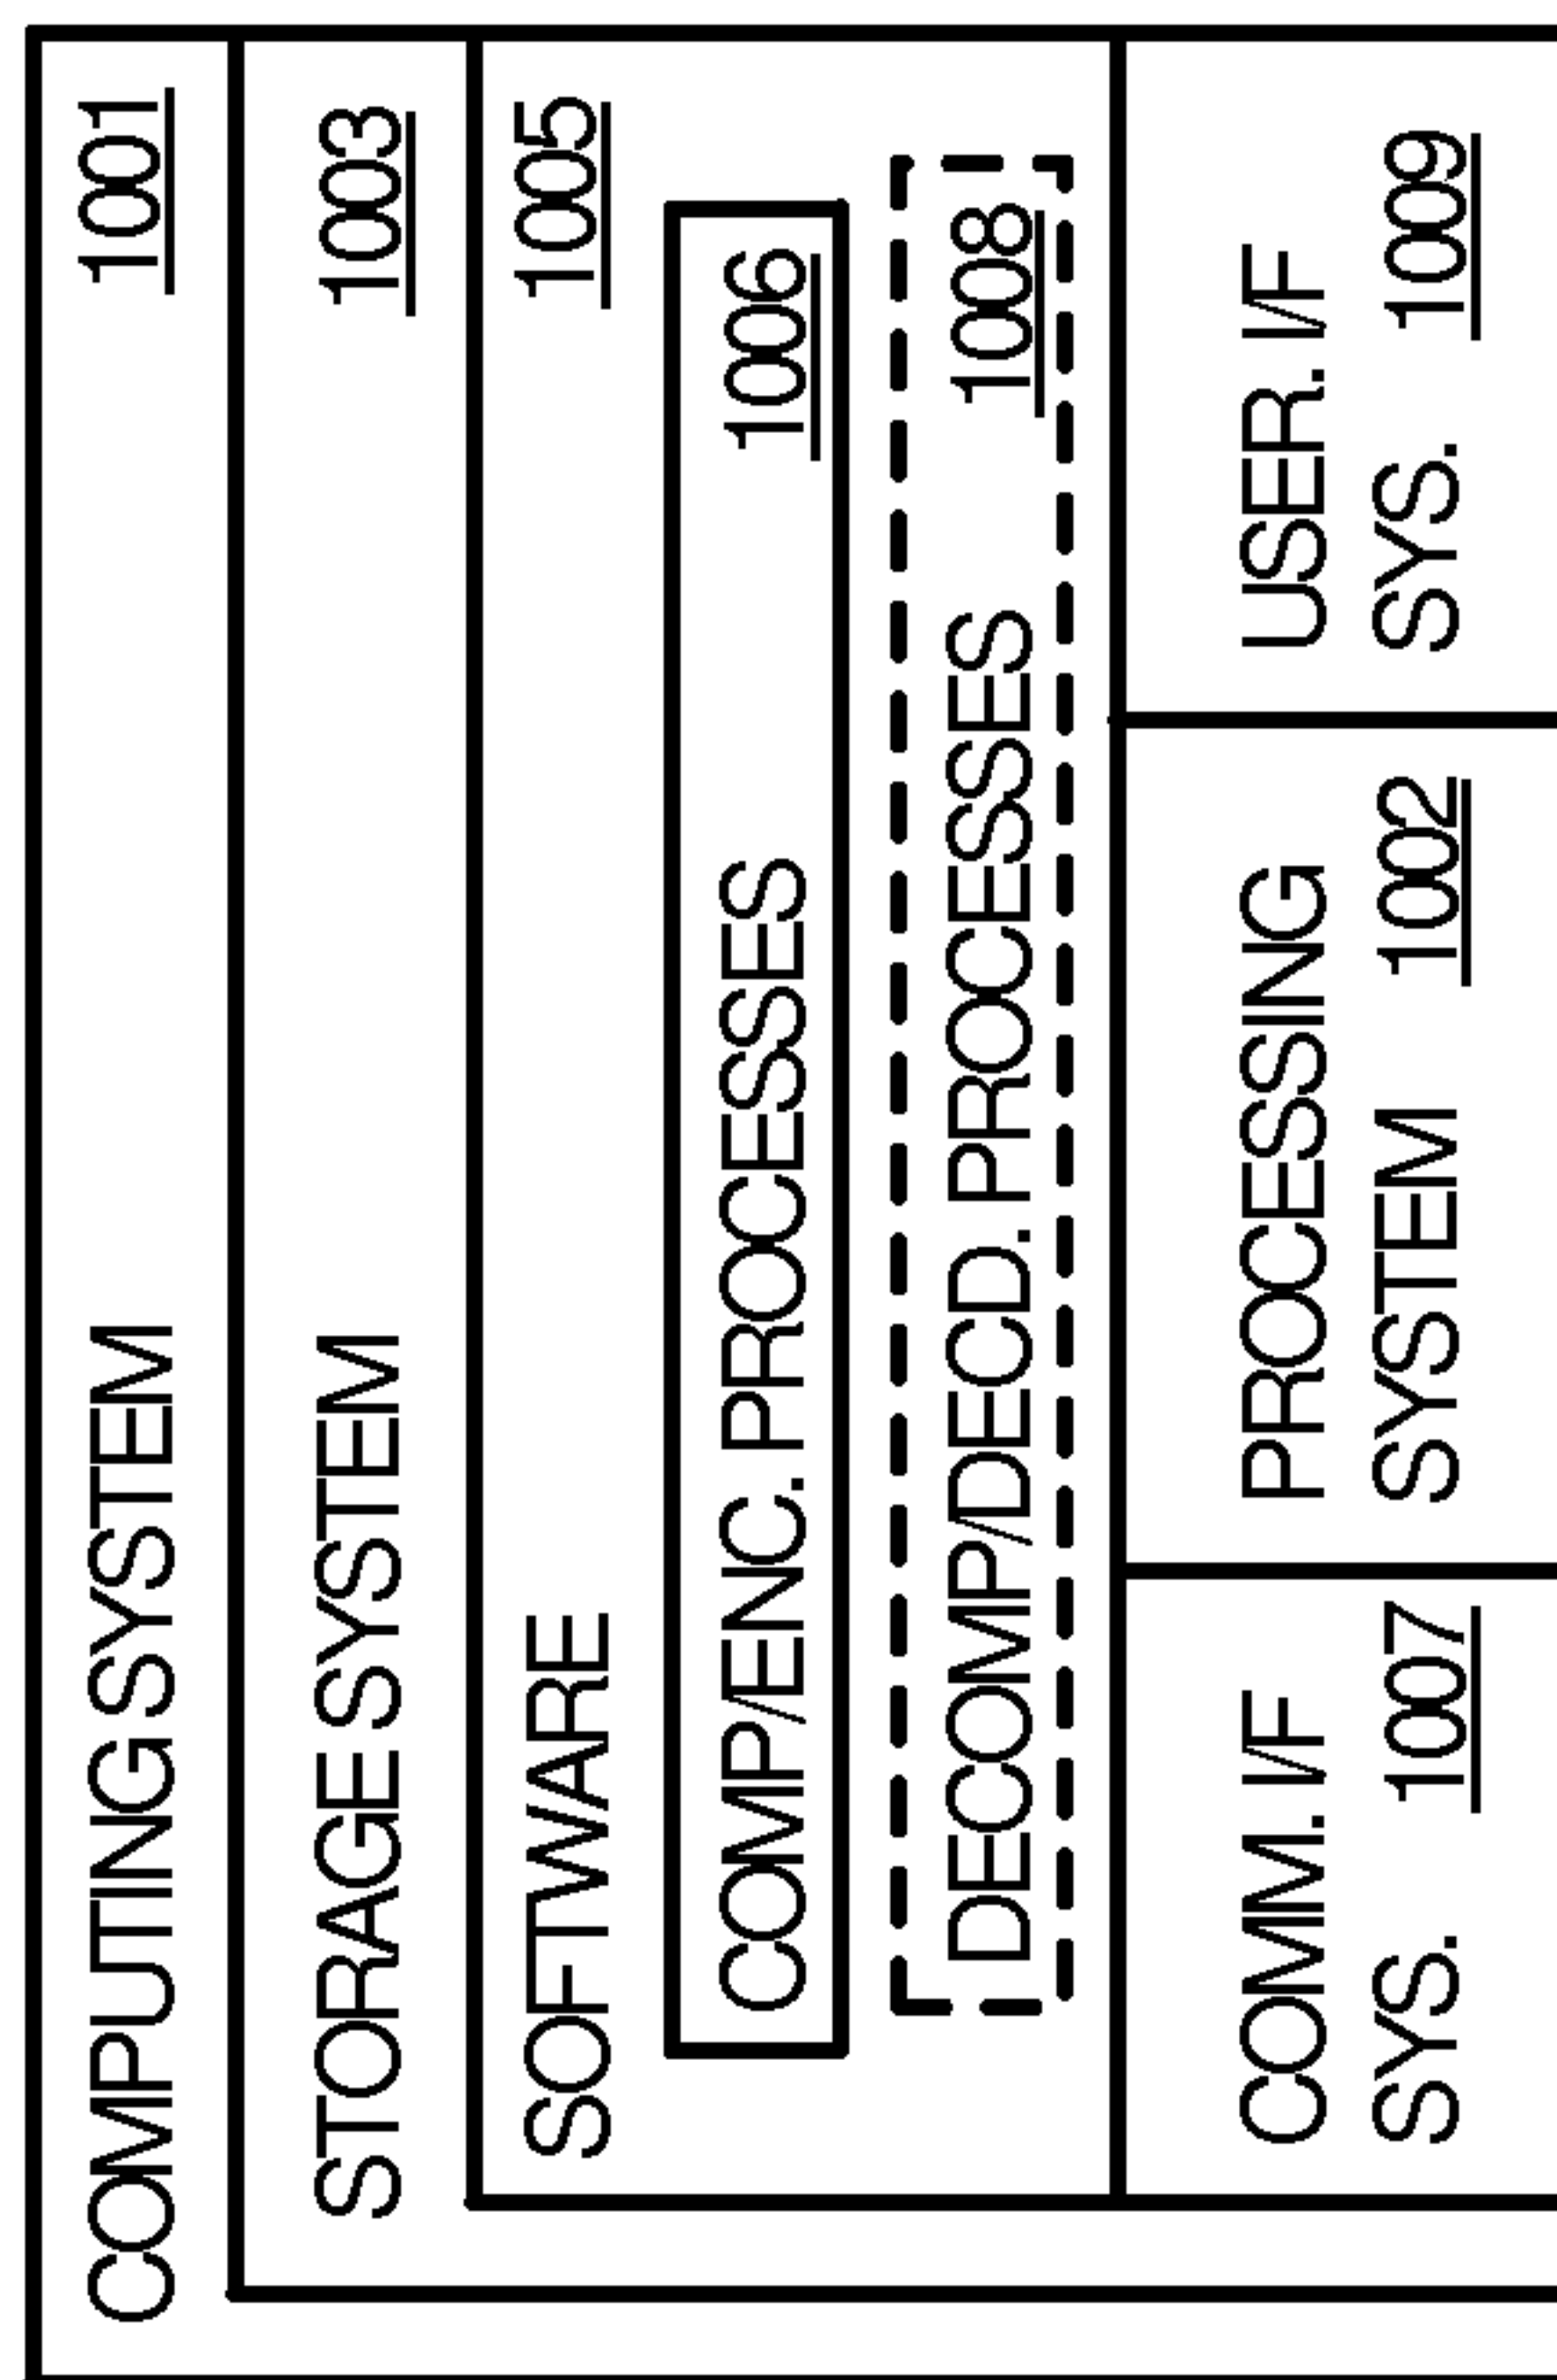 COMPUTING SYSTEM 1001
STORAGE SYSTEM 1003
SOFTWARE 1005
COMP/ENC. PROCESSES 1006
DECOMP/DECD. PROCESSES 1008
COMM. I/F
SYS. 1007
PROCESSING
SYSTEM 1002
USER. I/F
SYS. 1009